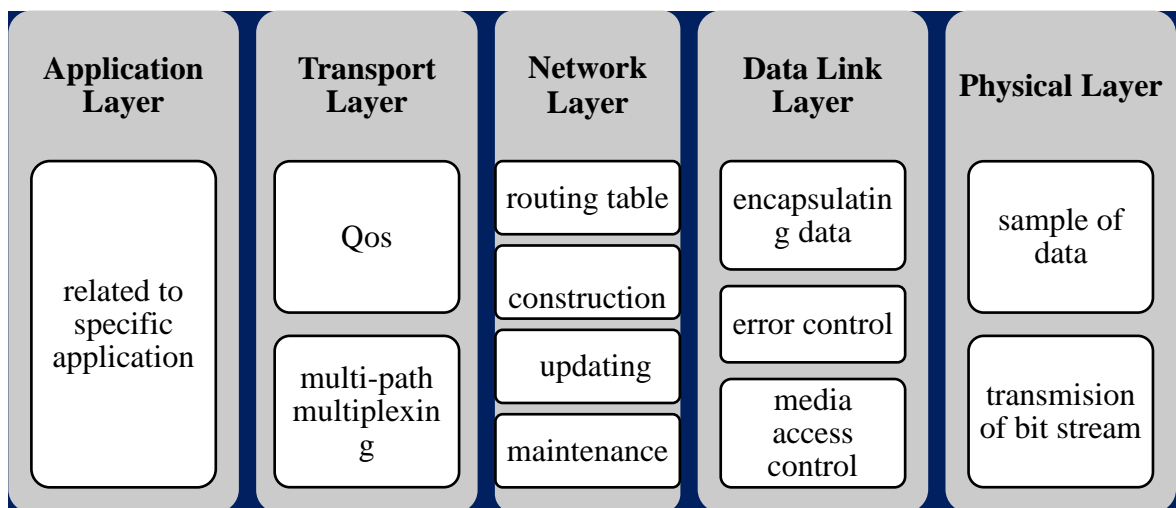 Application
Layer
related to
specific
application
Transport
Layer
Qos
multi-path
multiplexin
g
Network
Layer
routing table
construction
updating
maintenance
Data Link
Layer
encapsulatin
g data
error control
media
access
control
Physical Layer
sample of
data
transmision
of bit stream